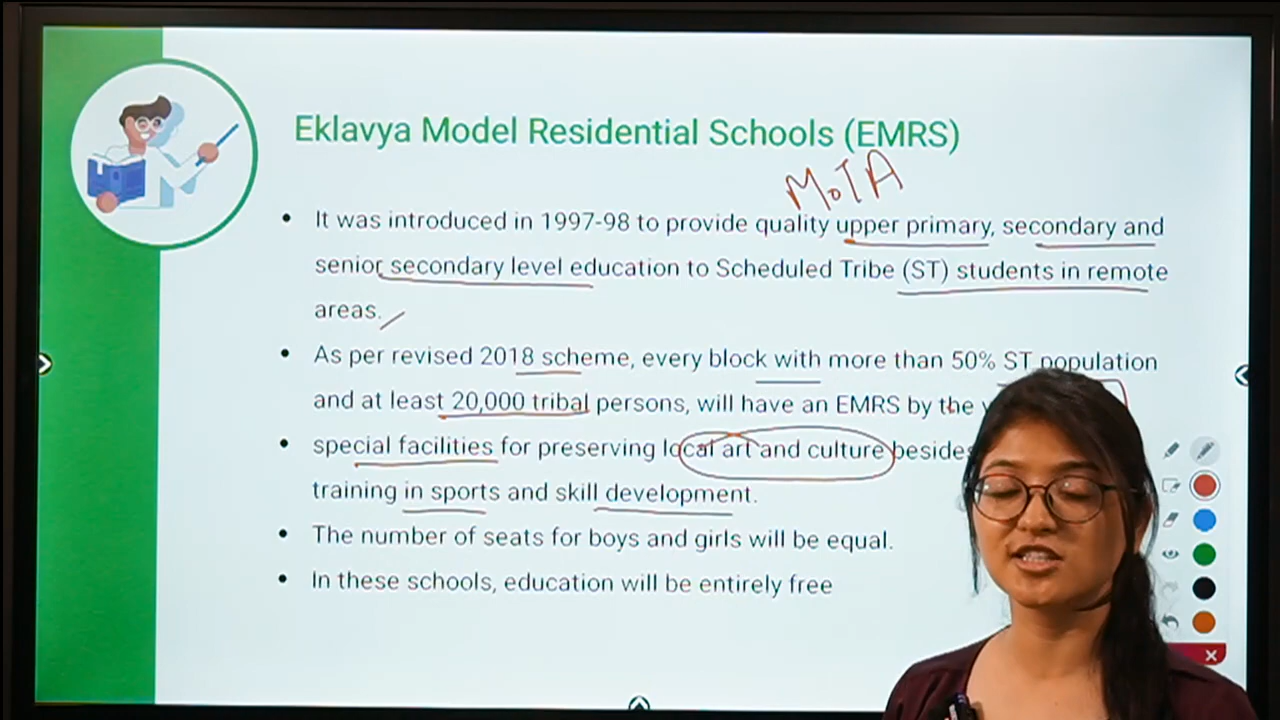 Eklavya Model Residential Schools (EMRS)
MoTA
• It was introduced in 1997-98 to provide quality upper primary, secondary and
senior secondary level education to Scheduled Tribe (ST) students in remote
areas.
• As per revised 2018 scheme, every block with more than 50% ST population
and at least 20,000 tribal persons, will have an EMRS by the
• special facilities for preserving local art and culture besides
training in sports and skill development.
• The number of seats for boys and girls will be equal.
• In these schools, education will be entirely free